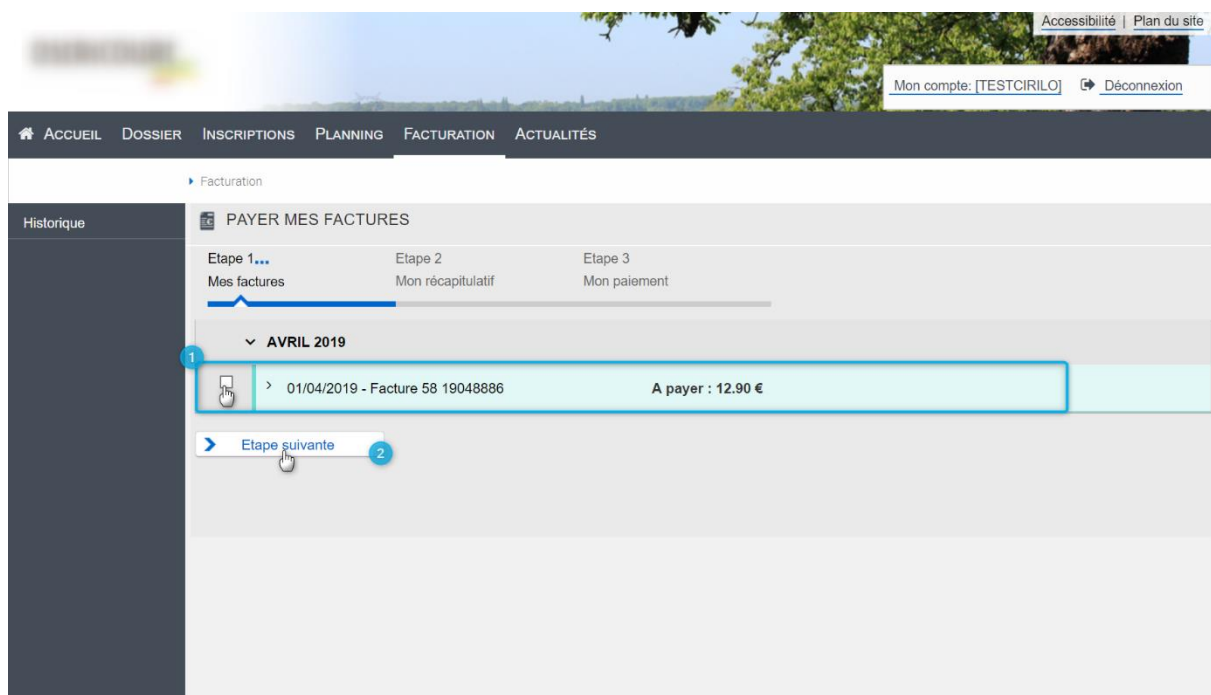 Accessibilité | Plan du site
Mon compte: [TESTCIRILO] Déconnexion
ACCUEIL DOSSIER INSCRIPTIONS PLANNING FACTURATION ACTUALITÉS
Facturation
Historique
PAYER MES FACTURES
Etape 1... Etape 2 Etape 3
Mes factures Mon récapitulatif Mon paiement
AVRIL 2019
1
01/04/2019 - Facture 58 19048886 A payer : 12.90 €
Etape suivante 2